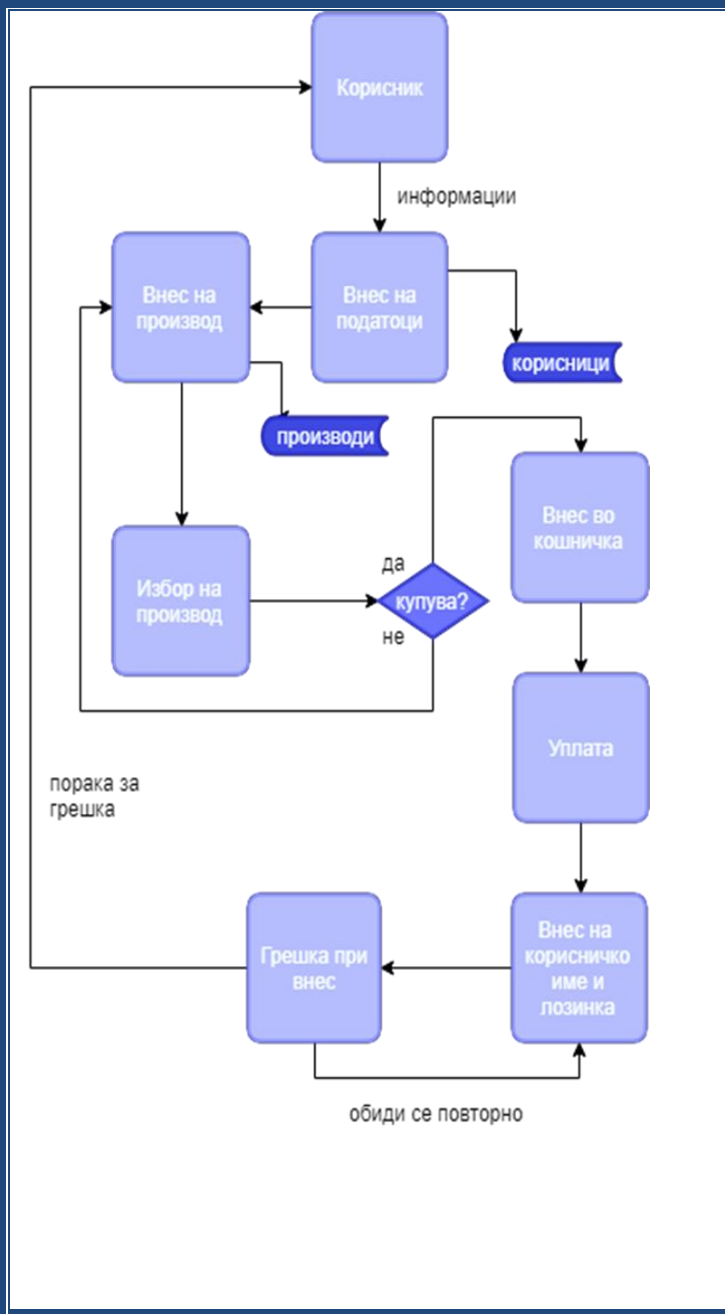 Корисник
информации
Внес на
производ
Внес на
податоци
корисници
производи
Внес во
кошничка
да
Избор на
производ
купува?
не
Уплата
порака за
грешка
Грешка при
внес
Внес на
корисничко
име и
лозинка
обиди се повторно